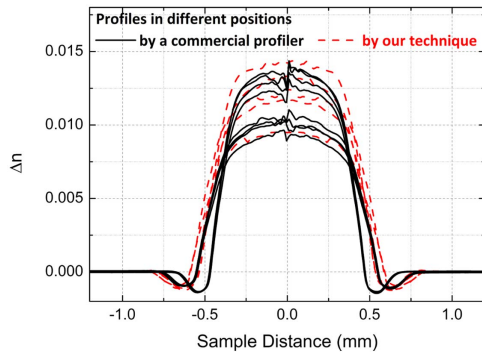 Profiles in different positions
by a commercial profiler by our technique
0.015
0.010
0.005
0.000
Δn
-1.0 -0.5 0.0 0.5 1.0
Sample Distance (mm)